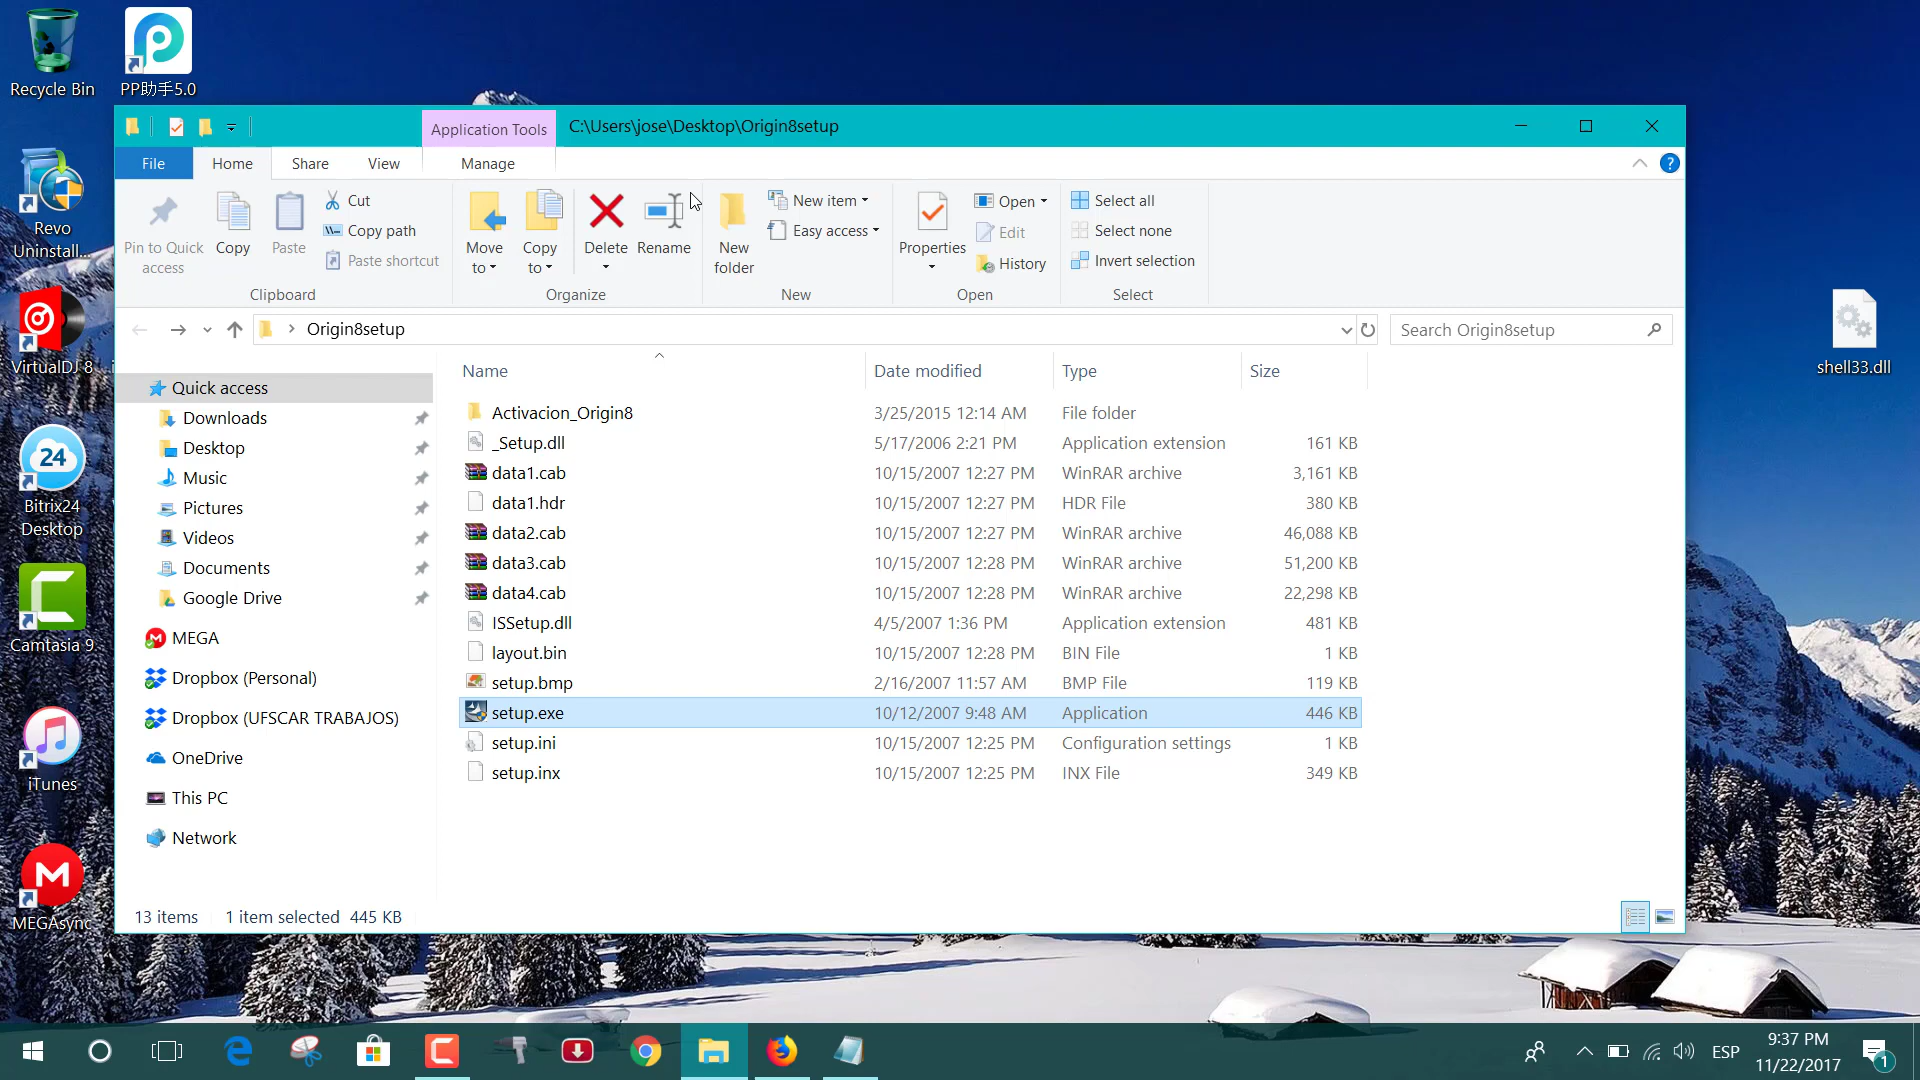 Recycle Bin
PP助手5.0
Revo
Uninstall...
VirtualDJ 8
24
Bitrix24
Desktop
Camtasia 9
iTunes
MEGAsync
shell33.dll
Application Tools
C:\Users\jose\Desktop\Origin8setup
File
Home
Share
View
Manage
Pin to Quick
access
Copy
Paste
Cut
Copy path
Paste shortcut
Clipboard
Move
to
Copy
to
Delete
Rename
Organize
New
folder
New item
Easy access
New
Properties
Open
Edit
History
Open
Select all
Select none
Invert selection
Select
Origin8setup
Search Origin8setup
Quick access
Downloads
Desktop
Music
Pictures
Videos
Documents
Google Drive
MEGA
Dropbox (Personal)
Dropbox (UFSCAR TRABAJOS)
OneDrive
This PC
Network
Name Date modified Type Size
Activacion_Origin8 3/25/2015 12:14 AM File folder
_Setup.dll 5/17/2006 2:21 PM Application extension 161 KB
data1.cab 10/15/2007 12:27 PM WinRAR archive 3,161 KB
data1.hdr 10/15/2007 12:27 PM HDR File 380 KB
data2.cab 10/15/2007 12:27 PM WinRAR archive 46,088 KB
data3.cab 10/15/2007 12:28 PM WinRAR archive 51,200 KB
data4.cab 10/15/2007 12:28 PM WinRAR archive 22,298 KB
ISSetup.dll 4/5/2007 1:36 PM Application extension 481 KB
layout.bin 10/15/2007 12:28 PM BIN File 1 KB
setup.bmp 2/16/2007 11:57 AM BMP File 119 KB
setup.exe 10/12/2007 9:48 AM Application 446 KB
setup.ini 10/15/2007 12:25 PM Configuration settings 1 KB
setup.inx 10/15/2007 12:25 PM INX File 349 KB
13 items 1 item selected 445 KB
ESP
9:37 PM
11/22/2017
1